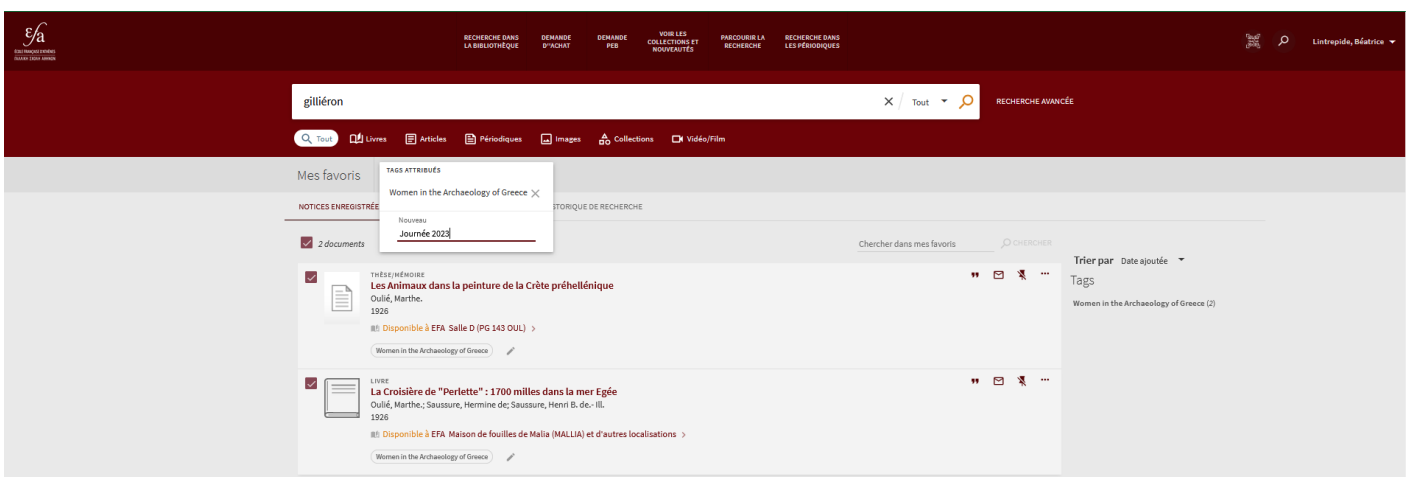 εfa
RECHERCHE DANS
LA BIBLIOTHÈQUE
DEMANDE
D"ACHAT
DEMANDE
PEB
VOIR LES
COLLECTIONS ET
NOUVEAUTÉS
PARCOURIR LA
RECHERCHE
RECHERCHE DANS
LES PÉRIODIQUES
Lintrepide, Béatrice
gilliéron
Tout
RECHERCHE AVANCÉE
Tout
Livres
Articles
Périodiques
Images
Collections
Vidéo/Film
Mes favoris
TAGS ATTRIBUÉS
Women in the Archaeology of Greece
Nouveau
Journée 2023
NOTICES ENREGISTRÉE
STORIQUE DE RECHERCHE
2 documents
Chercher dans mes favoris
CHERCHER
Trier par Date ajoutée
Tags
Women in the Archaeology of Greece (2)
THÈSE/MÉMOIRE
Les Animaux dans la peinture de la Crète préhellénique
Oulié, Marthe.
1926
Disponible à EFA Salle D (PG 143 OUL) >
Women in the Archaeology of Greece
LIVRE
La Croisière de "Perlette" : 1700 milles dans la mer Egée
Oulié, Marthe.; Saussure, Hermine de; Saussure, Henri B. de.- Ill.
1926
Disponible à EFA Maison de fouilles de Malia (MALLIA) et d'autres localisations >
Women in the Archaeology of Greece